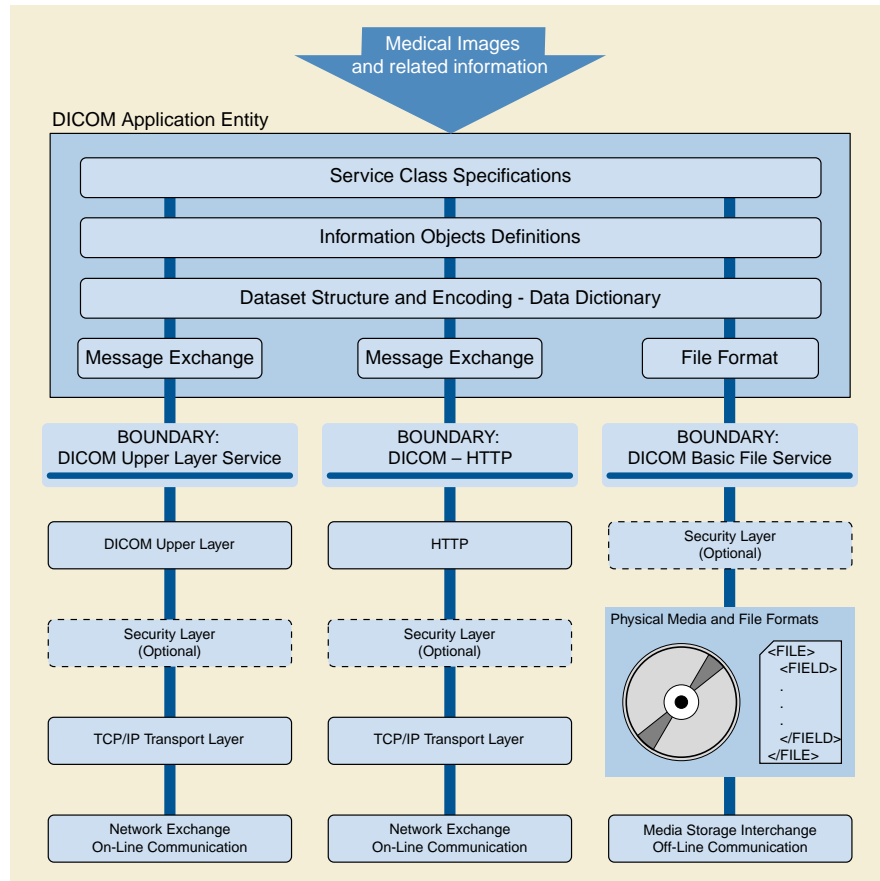 Medical Images
and related information
DICOM Application Entity
Service Class Specifications
Information Objects Definitions
Dataset Structure and Encoding - Data Dictionary
Message Exchange
Message Exchange
File Format
BOUNDARY:
DICOM Upper Layer Service
BOUNDARY:
DICOM – HTTP
BOUNDARY:
DICOM Basic File Service
DICOM Upper Layer
HTTP
Security Layer
(Optional)
Security Layer
(Optional)
Security Layer
(Optional)
Physical Media and File Formats
<FILE>
<FIELD>
.
.
.
</FIELD>
</FILE>
TCP/IP Transport Layer
TCP/IP Transport Layer
Network Exchange
On-Line Communication
Network Exchange
On-Line Communication
Media Storage Interchange
Off-Line Communication